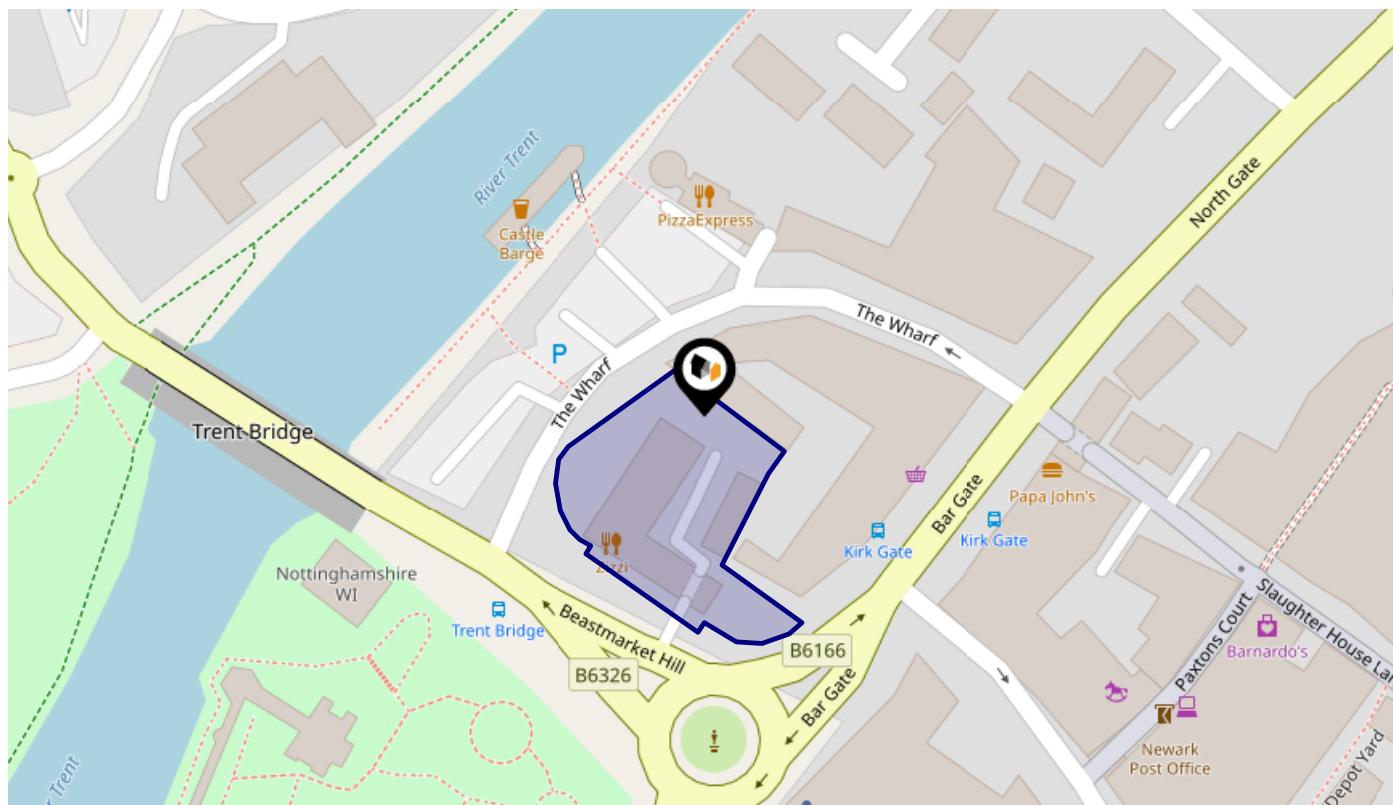 River Trent
Castle
Barge
PizzaExpress
North Gate
The Wharf
P
The Wharf
Trent Bridge
Papa John's
Bar Gate
Kirk Gate
Kirk Gate
Zizzi
Nottinghamshire
WI
Trent Bridge
Beastmarket Hill
B6166
B6326
Bar Gate
Slaughter House La
Paxtons Court
Barnardo's
Newark
Post Office
Depot Yard
r Trent